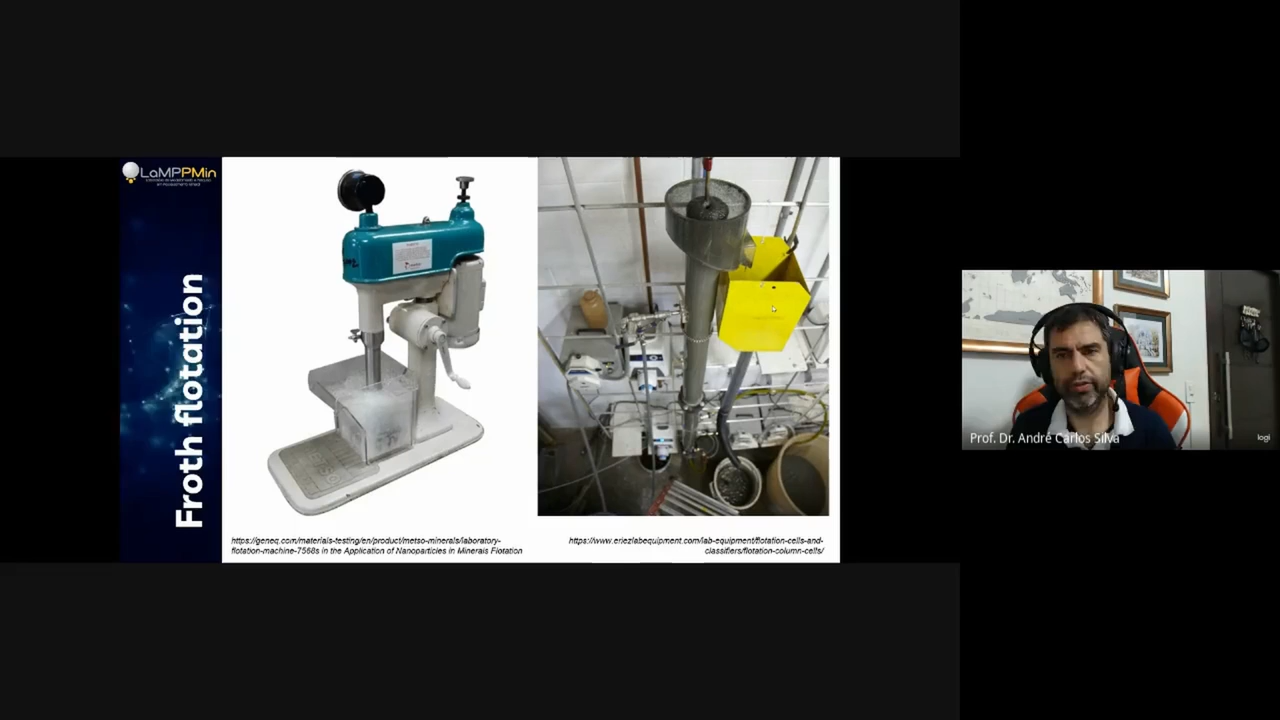 LaMPPMin
Froth flotation
https://geneq.com/materials-testing/en/product/metso-minerals/laboratory-
flotation-machine-7568s in the Application of Nanoparticles in Minerals Flotation
https://www.eriezlabequipment.com/lab-equipment/flotation-cells-and-
classifiers/flotation-column-cells/
Prof. Dr. André Carlos Silva
logi